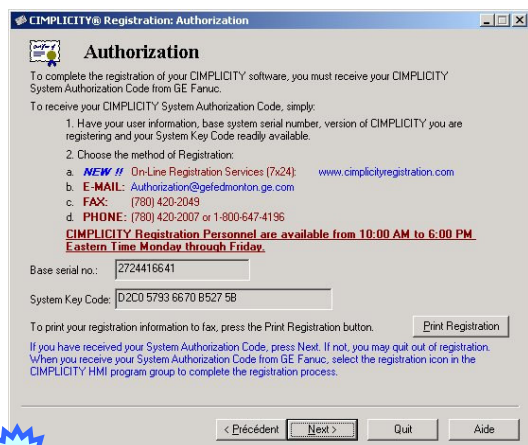 CIMPLICITY® Registration: Authorization
Authorization
To complete the registration of your CIMPLICITY software, you must receive your CIMPLICITY
System Authorization Code from GE Fanuc.
To receive your CIMPLICITY System Authorization Code, simply:
1. Have your user information, base system serial number, version of CIMPLICITY you are
registering and your System Key Code readily available.
2. Choose the method of Registration:
a. NEW !! On-Line Registration Services (7x24): www.cimplicityregistration.com
b. E-MAIL: Authorization@gefedmonton.ge.com
c. FAX: (780) 420-2049
d. PHONE: (780) 420-2007 or 1-800-647-4196
CIMPLICITY Registration Personnel are available from 10:00 AM to 6:00 PM
Eastern Time Monday through Friday.
Base serial no.: 2724416641
System Key Code: D2C0 5793 6670 B527 5B
To print your registration information to fax, press the Print Registration button. Print Registration
If you have received your System Authorization Code, press Next. If not, you may quit out of registration.
When you receive your System Authorization Code from GE Fanuc, select the registration icon in the
CIMPLICITY HMI program group to complete the registration process.
< Précédent Next > Quit Aide